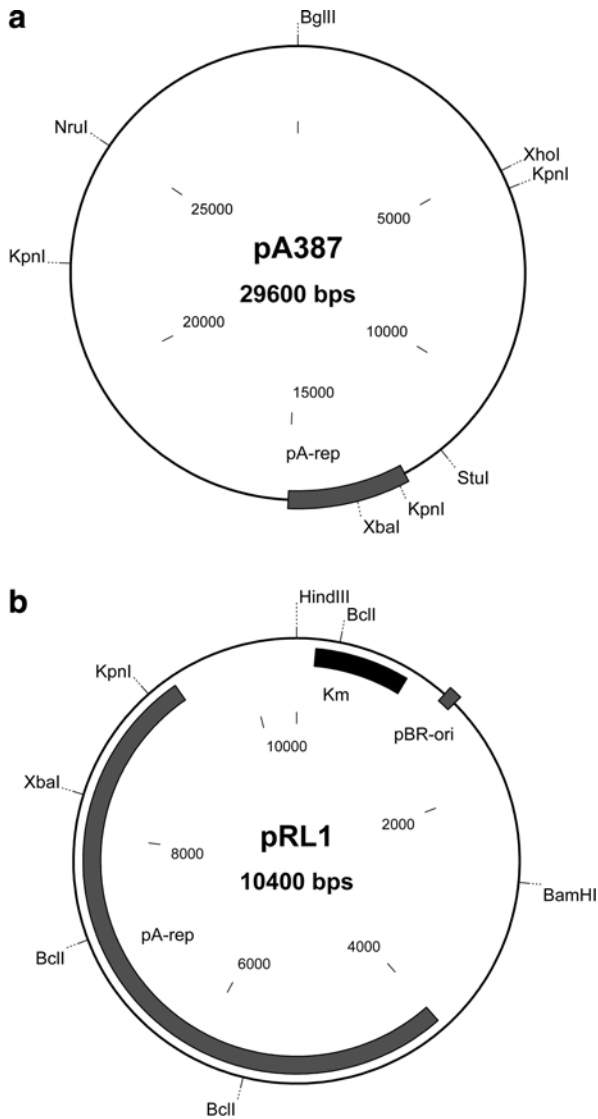 a
BglII
NruI
XhoI
KpnI
25000
5000
pA387
KpnI
29600 bps
20000
10000
15000
pA-rep
StuI
KpnI
XbaI
b
HindIII
BclI
KpnI
Km
pBR-ori
10000
XbaI
2000
pRL1
8000
10400 bps
BamHI
pA-rep
4000
BclI
6000
BclI